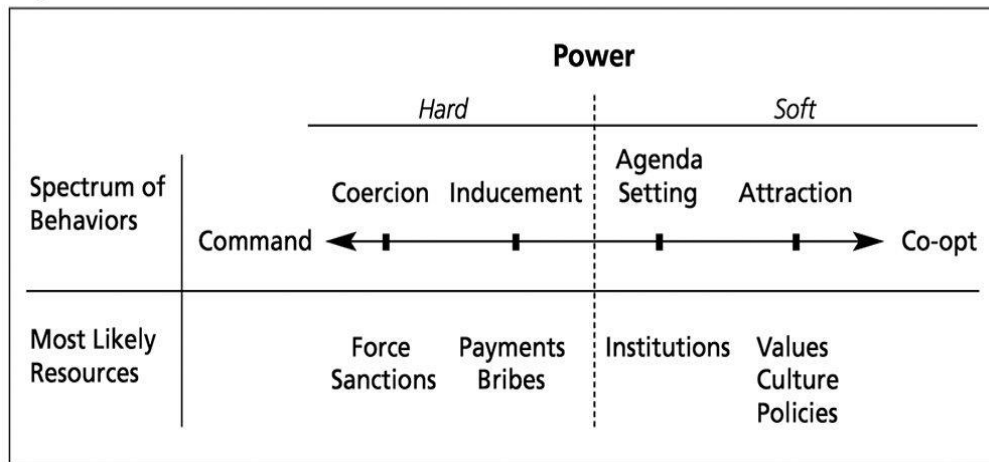 Power
Hard Soft
Spectrum of
Behaviors
Coercion Inducement Agenda
Setting Attraction
Command Co-opt
Most Likely
Resources
Force
Sanctions
Payments
Bribes
Institutions
Values
Culture
Policies